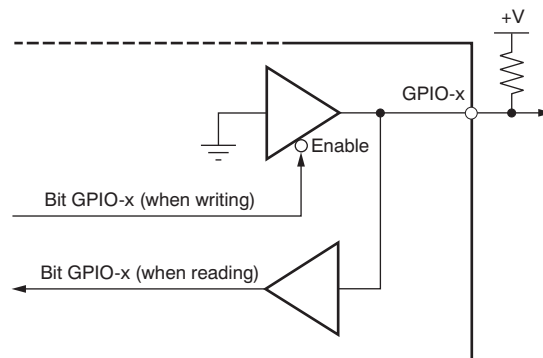 +V
GPIO-x
Enable
Bit GPIO-x (when writing)
Bit GPIO-x (when reading)